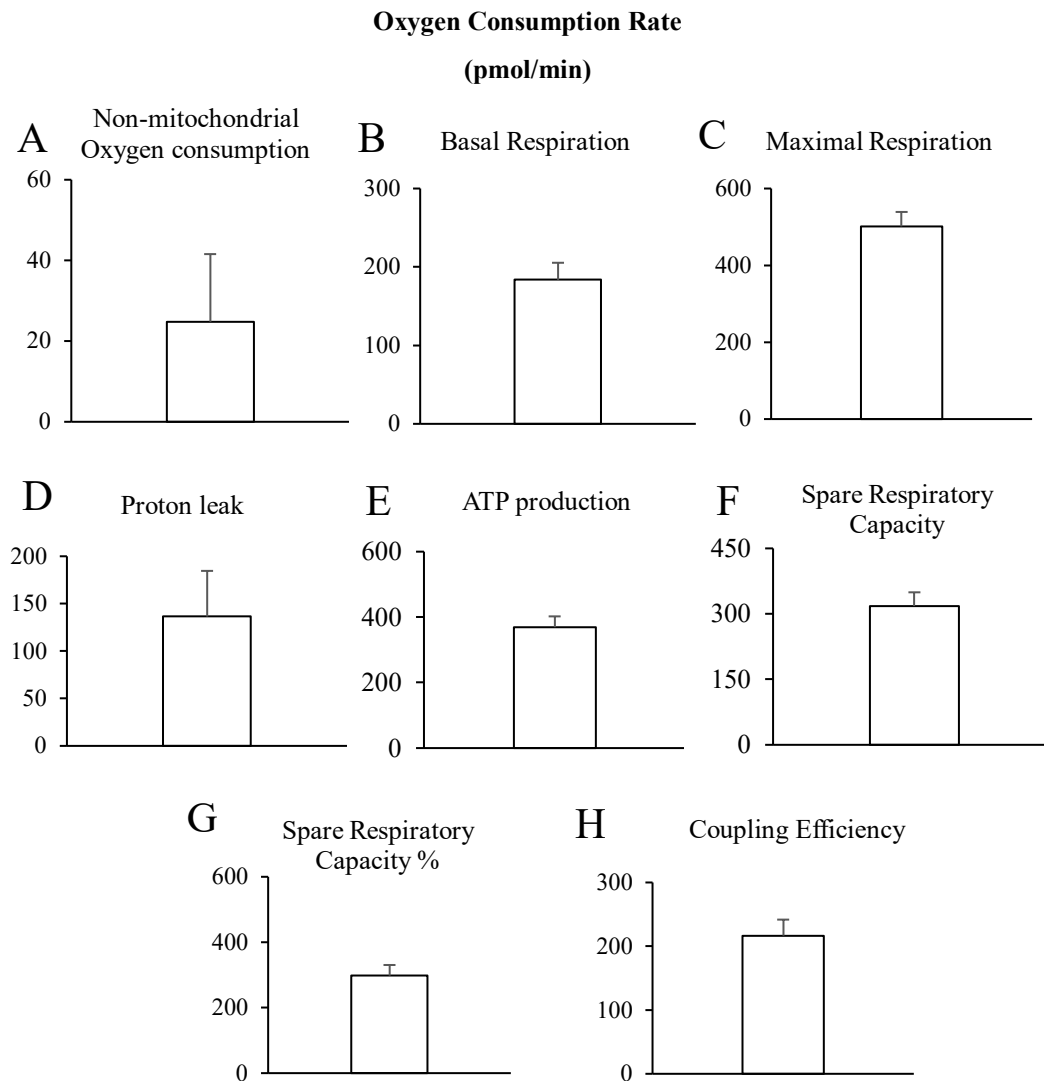 Oxygen Consumption Rate
(pmol/min)
A
Non-mitochondrial
Oxygen consumption
60
40
20
0
B
Basal Respiration
300
200
100
0
C
Maximal Respiration
600
400
200
0
D
Proton leak
200
150
100
50
0
E
ATP production
600
400
200
0
F
Spare Respiratory
Capacity
450
300
150
0
G
Spare Respiratory
Capacity %
600
400
200
0
H
Coupling Efficiency
300
200
100
0